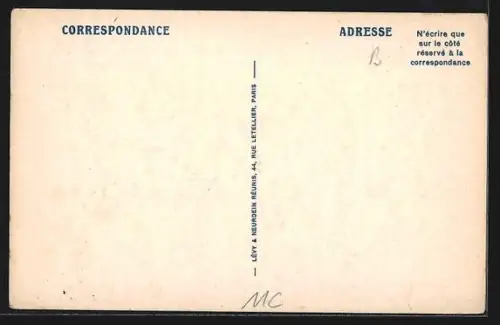 CORRESPONDANCE
ADRESSE
N'écrire que
sur le côté
réservé à la
correspondance
B
— LÉVY & NEURDEIN RÉUNIS, 44, RUE LETELLIER, PARIS —
MC